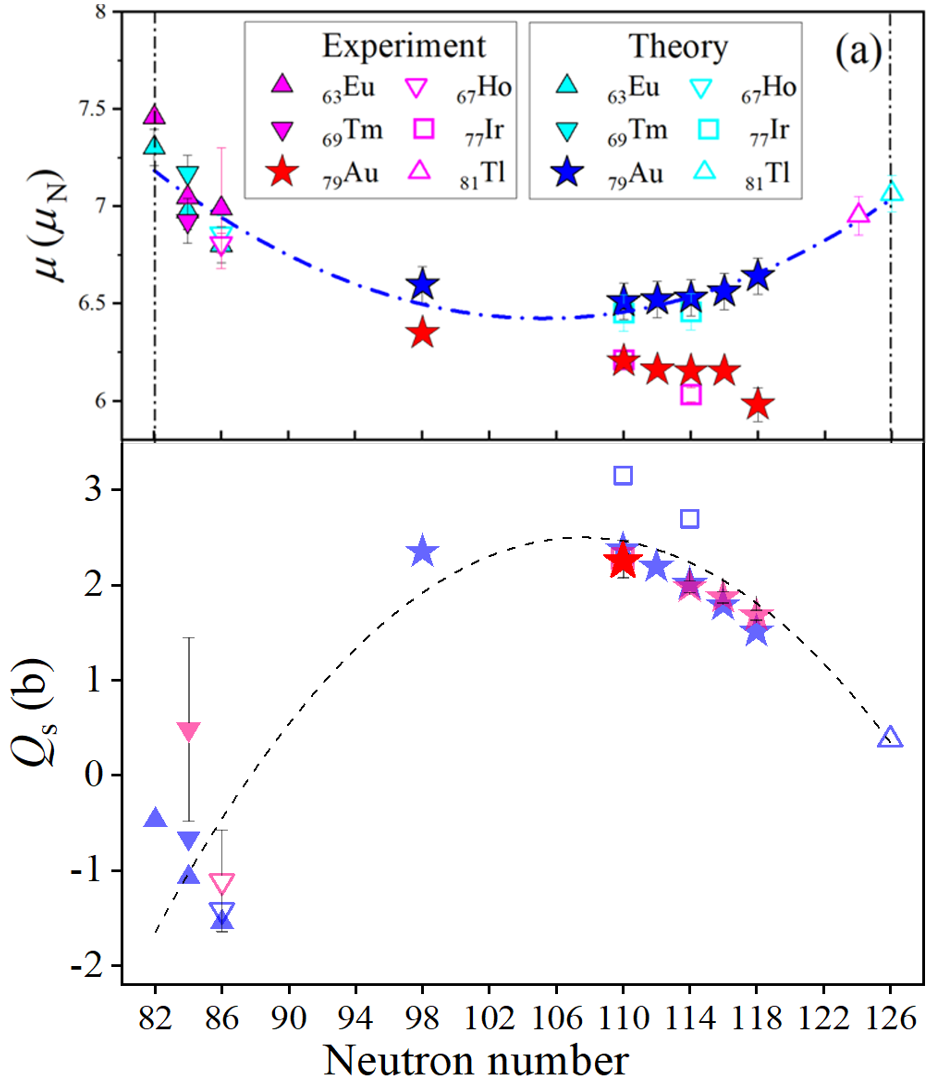 8
7.5
7
6.5
6
μ (μN)
Experiment
63Eu 67Ho
69Tm 77Ir
79Au 81Tl
Theory
63Eu 67Ho
69Tm 77Ir
79Au 81Tl
(a)
3
2
1
0
-1
-2
Qs (b)
82 86 90 94 98 102 106 110 114 118 122 126
Neutron number